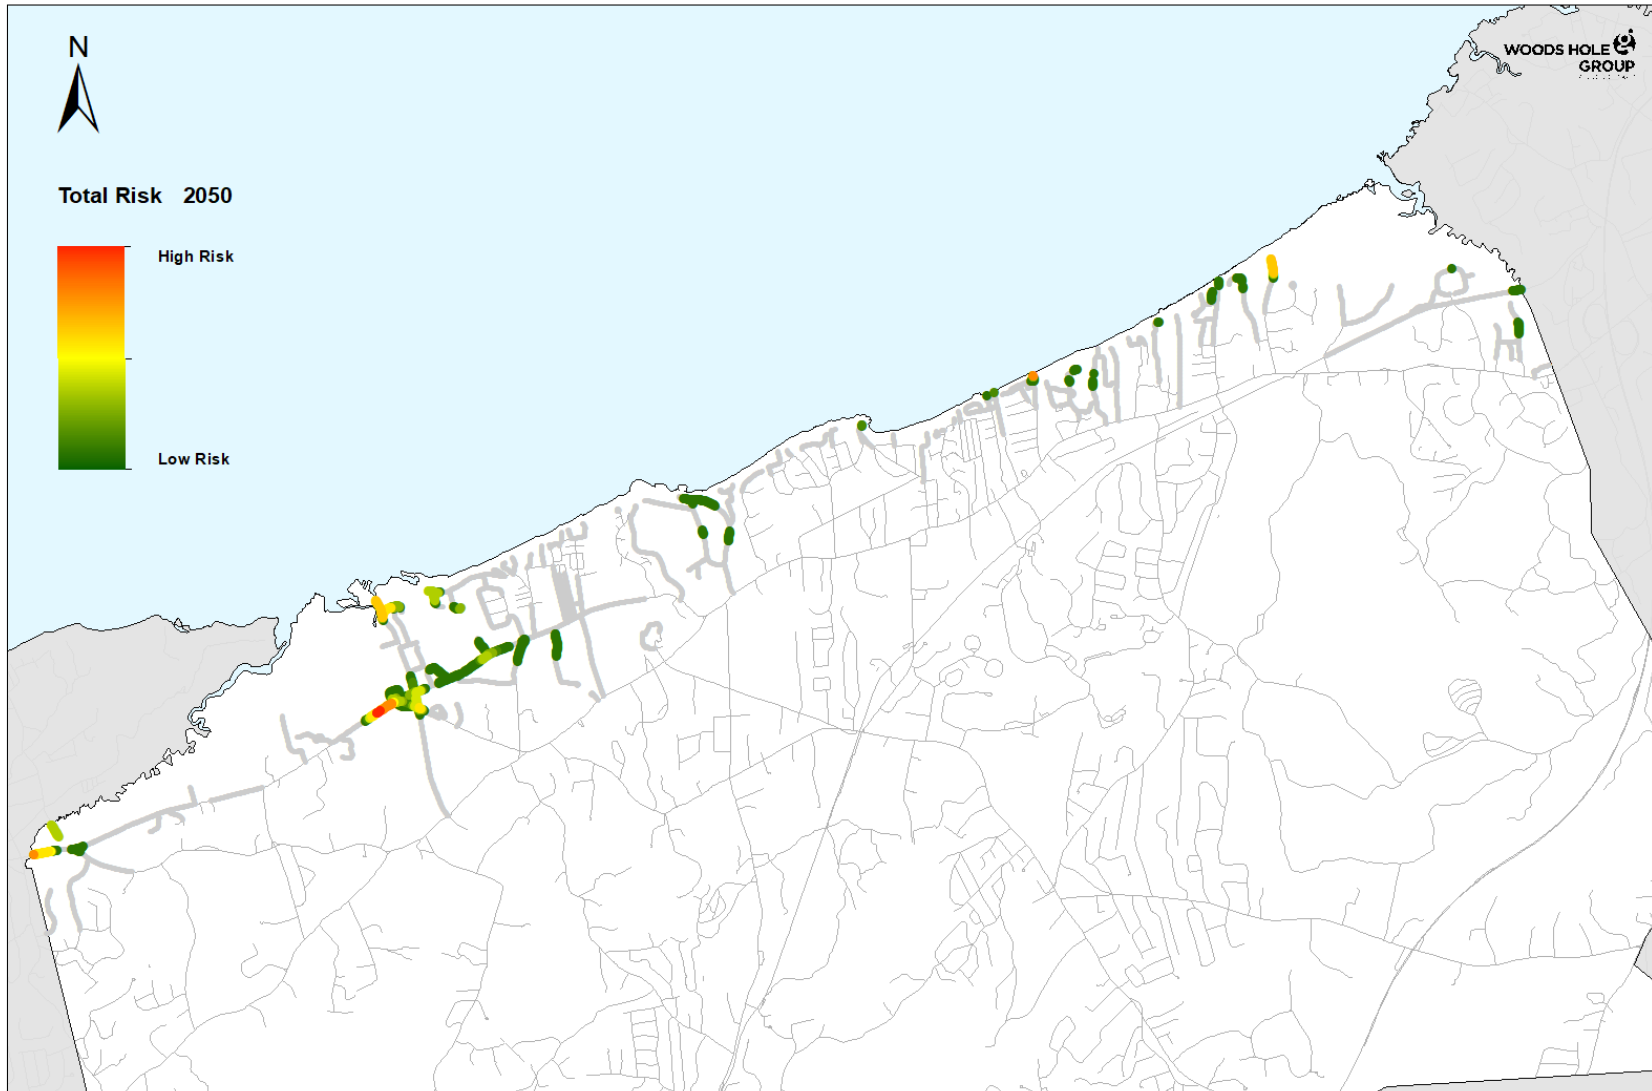 N
WOODS HOLE
GROUP
Total Risk 2050
High Risk
Low Risk